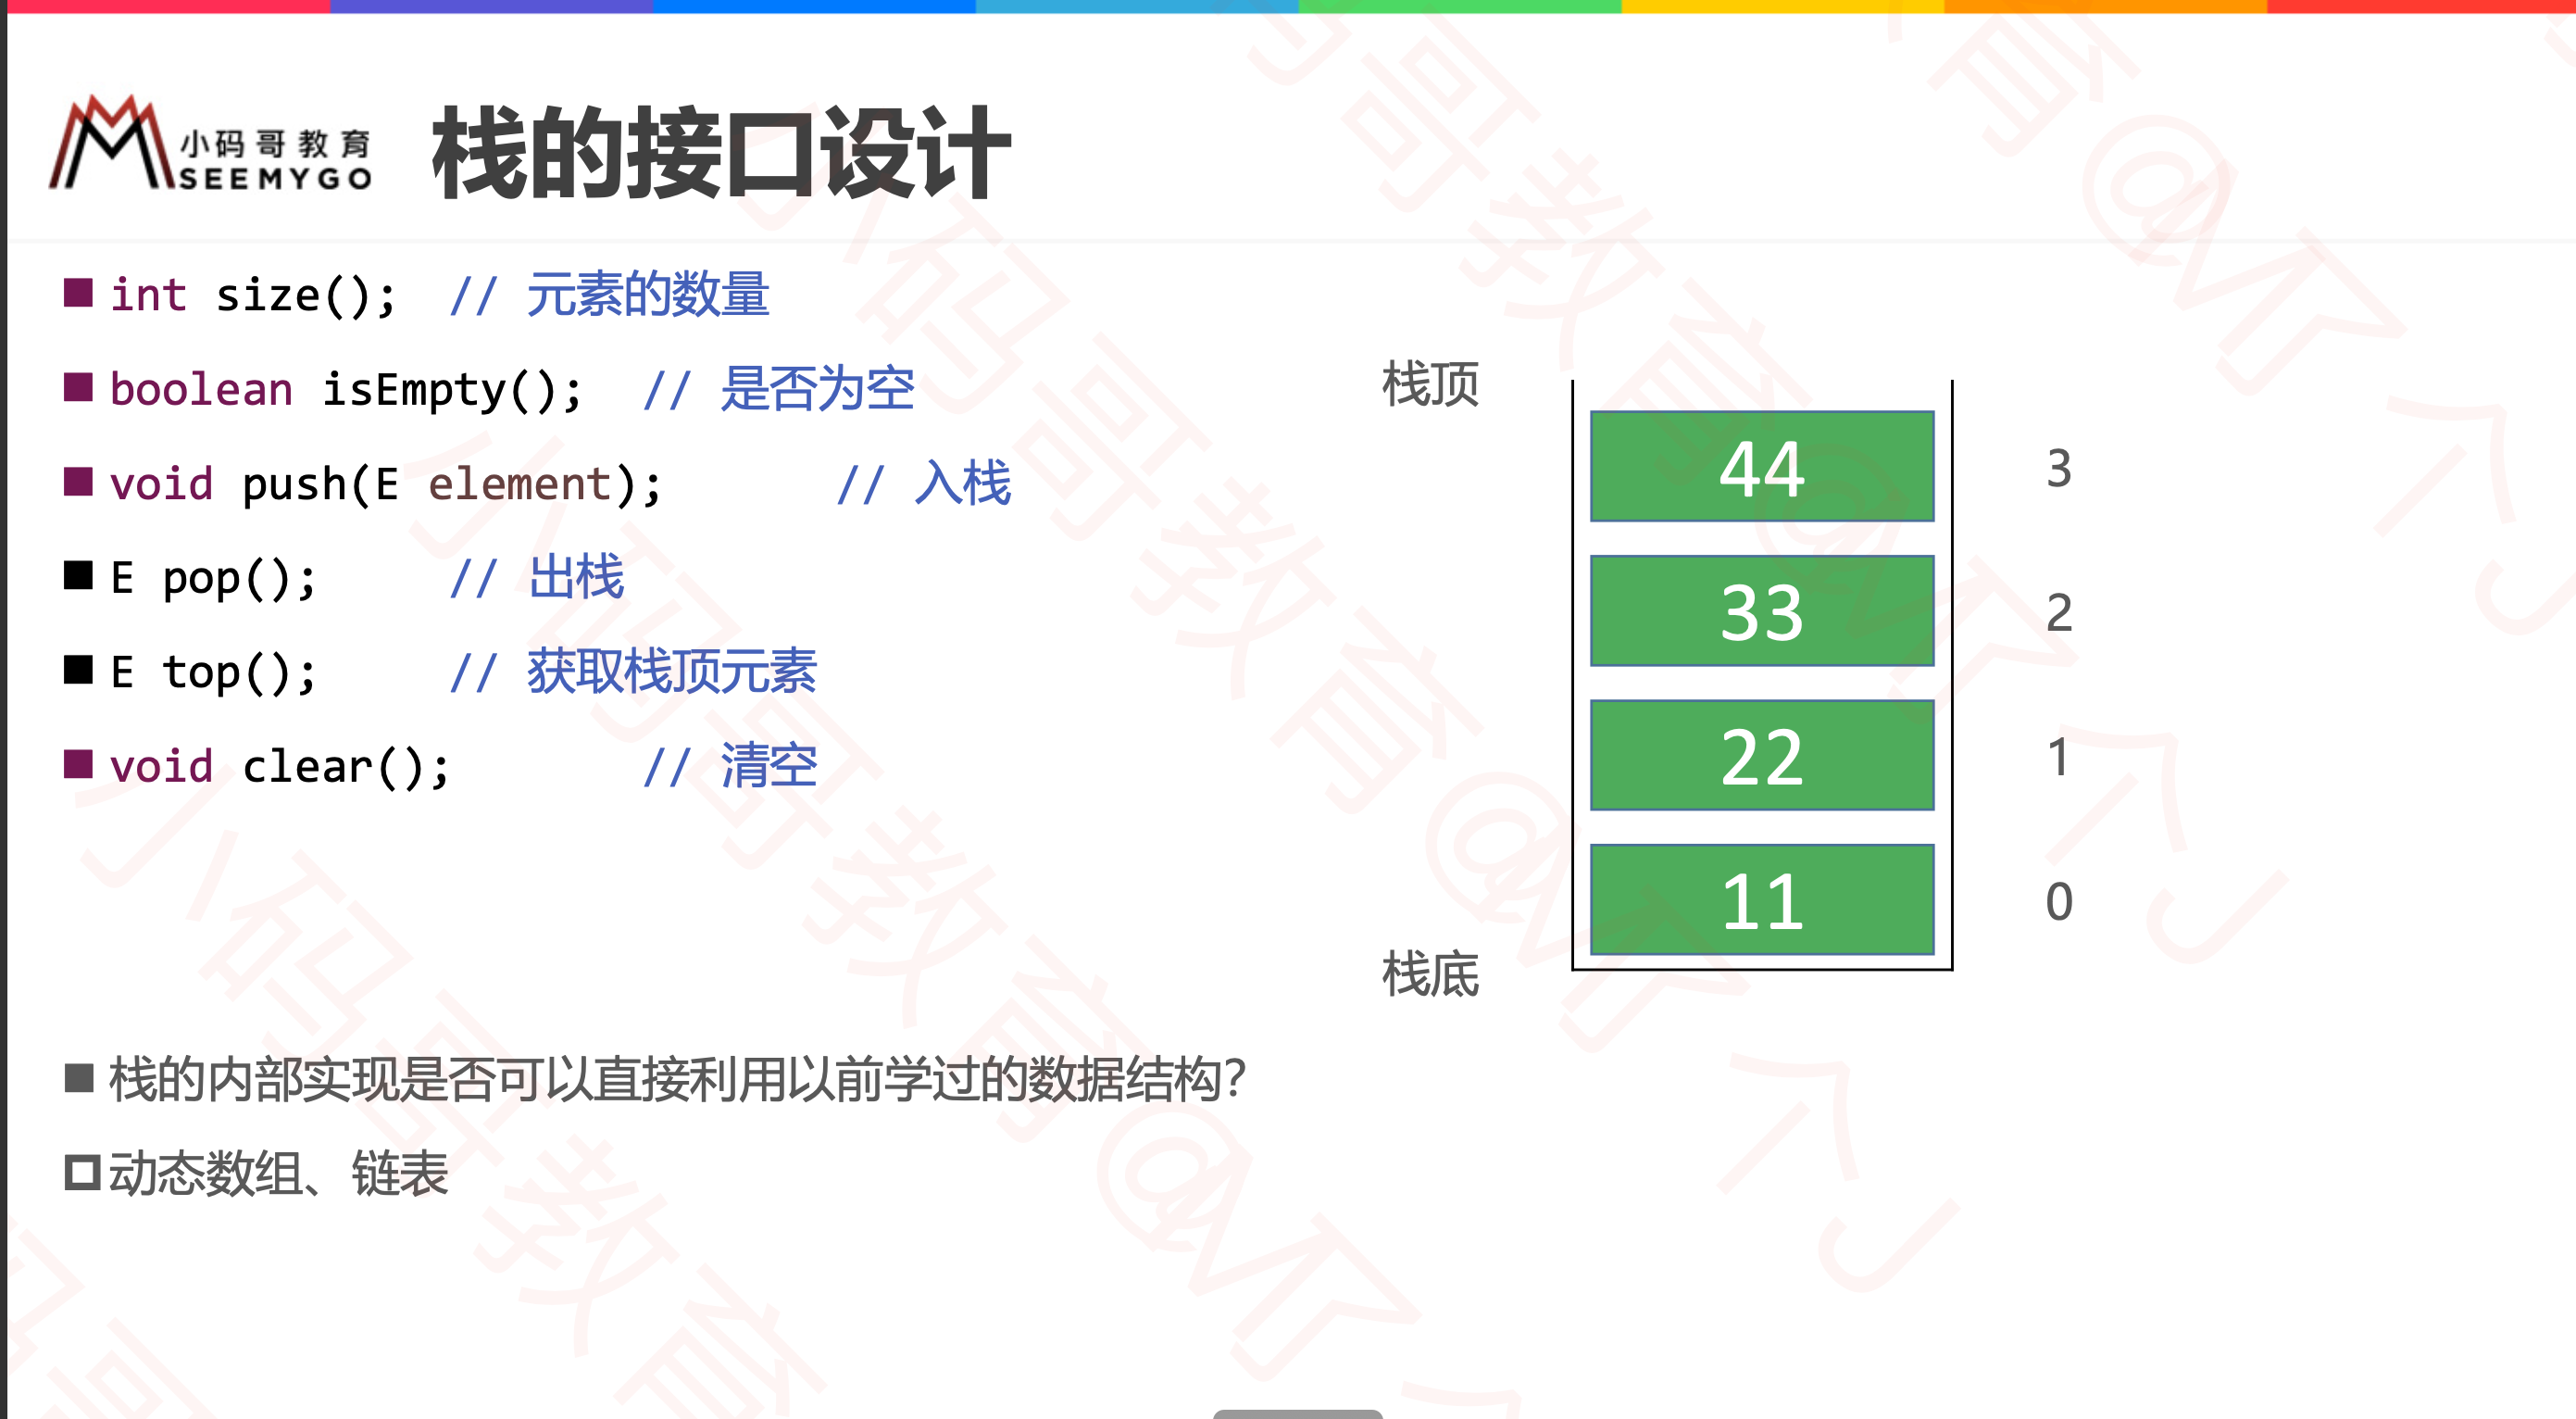 小码哥教育
SEEMYGO
栈的接口设计
int size(); // 元素的数量
boolean isEmpty(); // 是否为空
void push(E element); // 入栈
E pop(); // 出栈
E top(); // 获取栈顶元素
void clear(); // 清空
栈顶
44 3
33 2
22 1
11 0
栈底
栈的内部实现是否可以直接利用以前学过的数据结构?
动态数组、链表